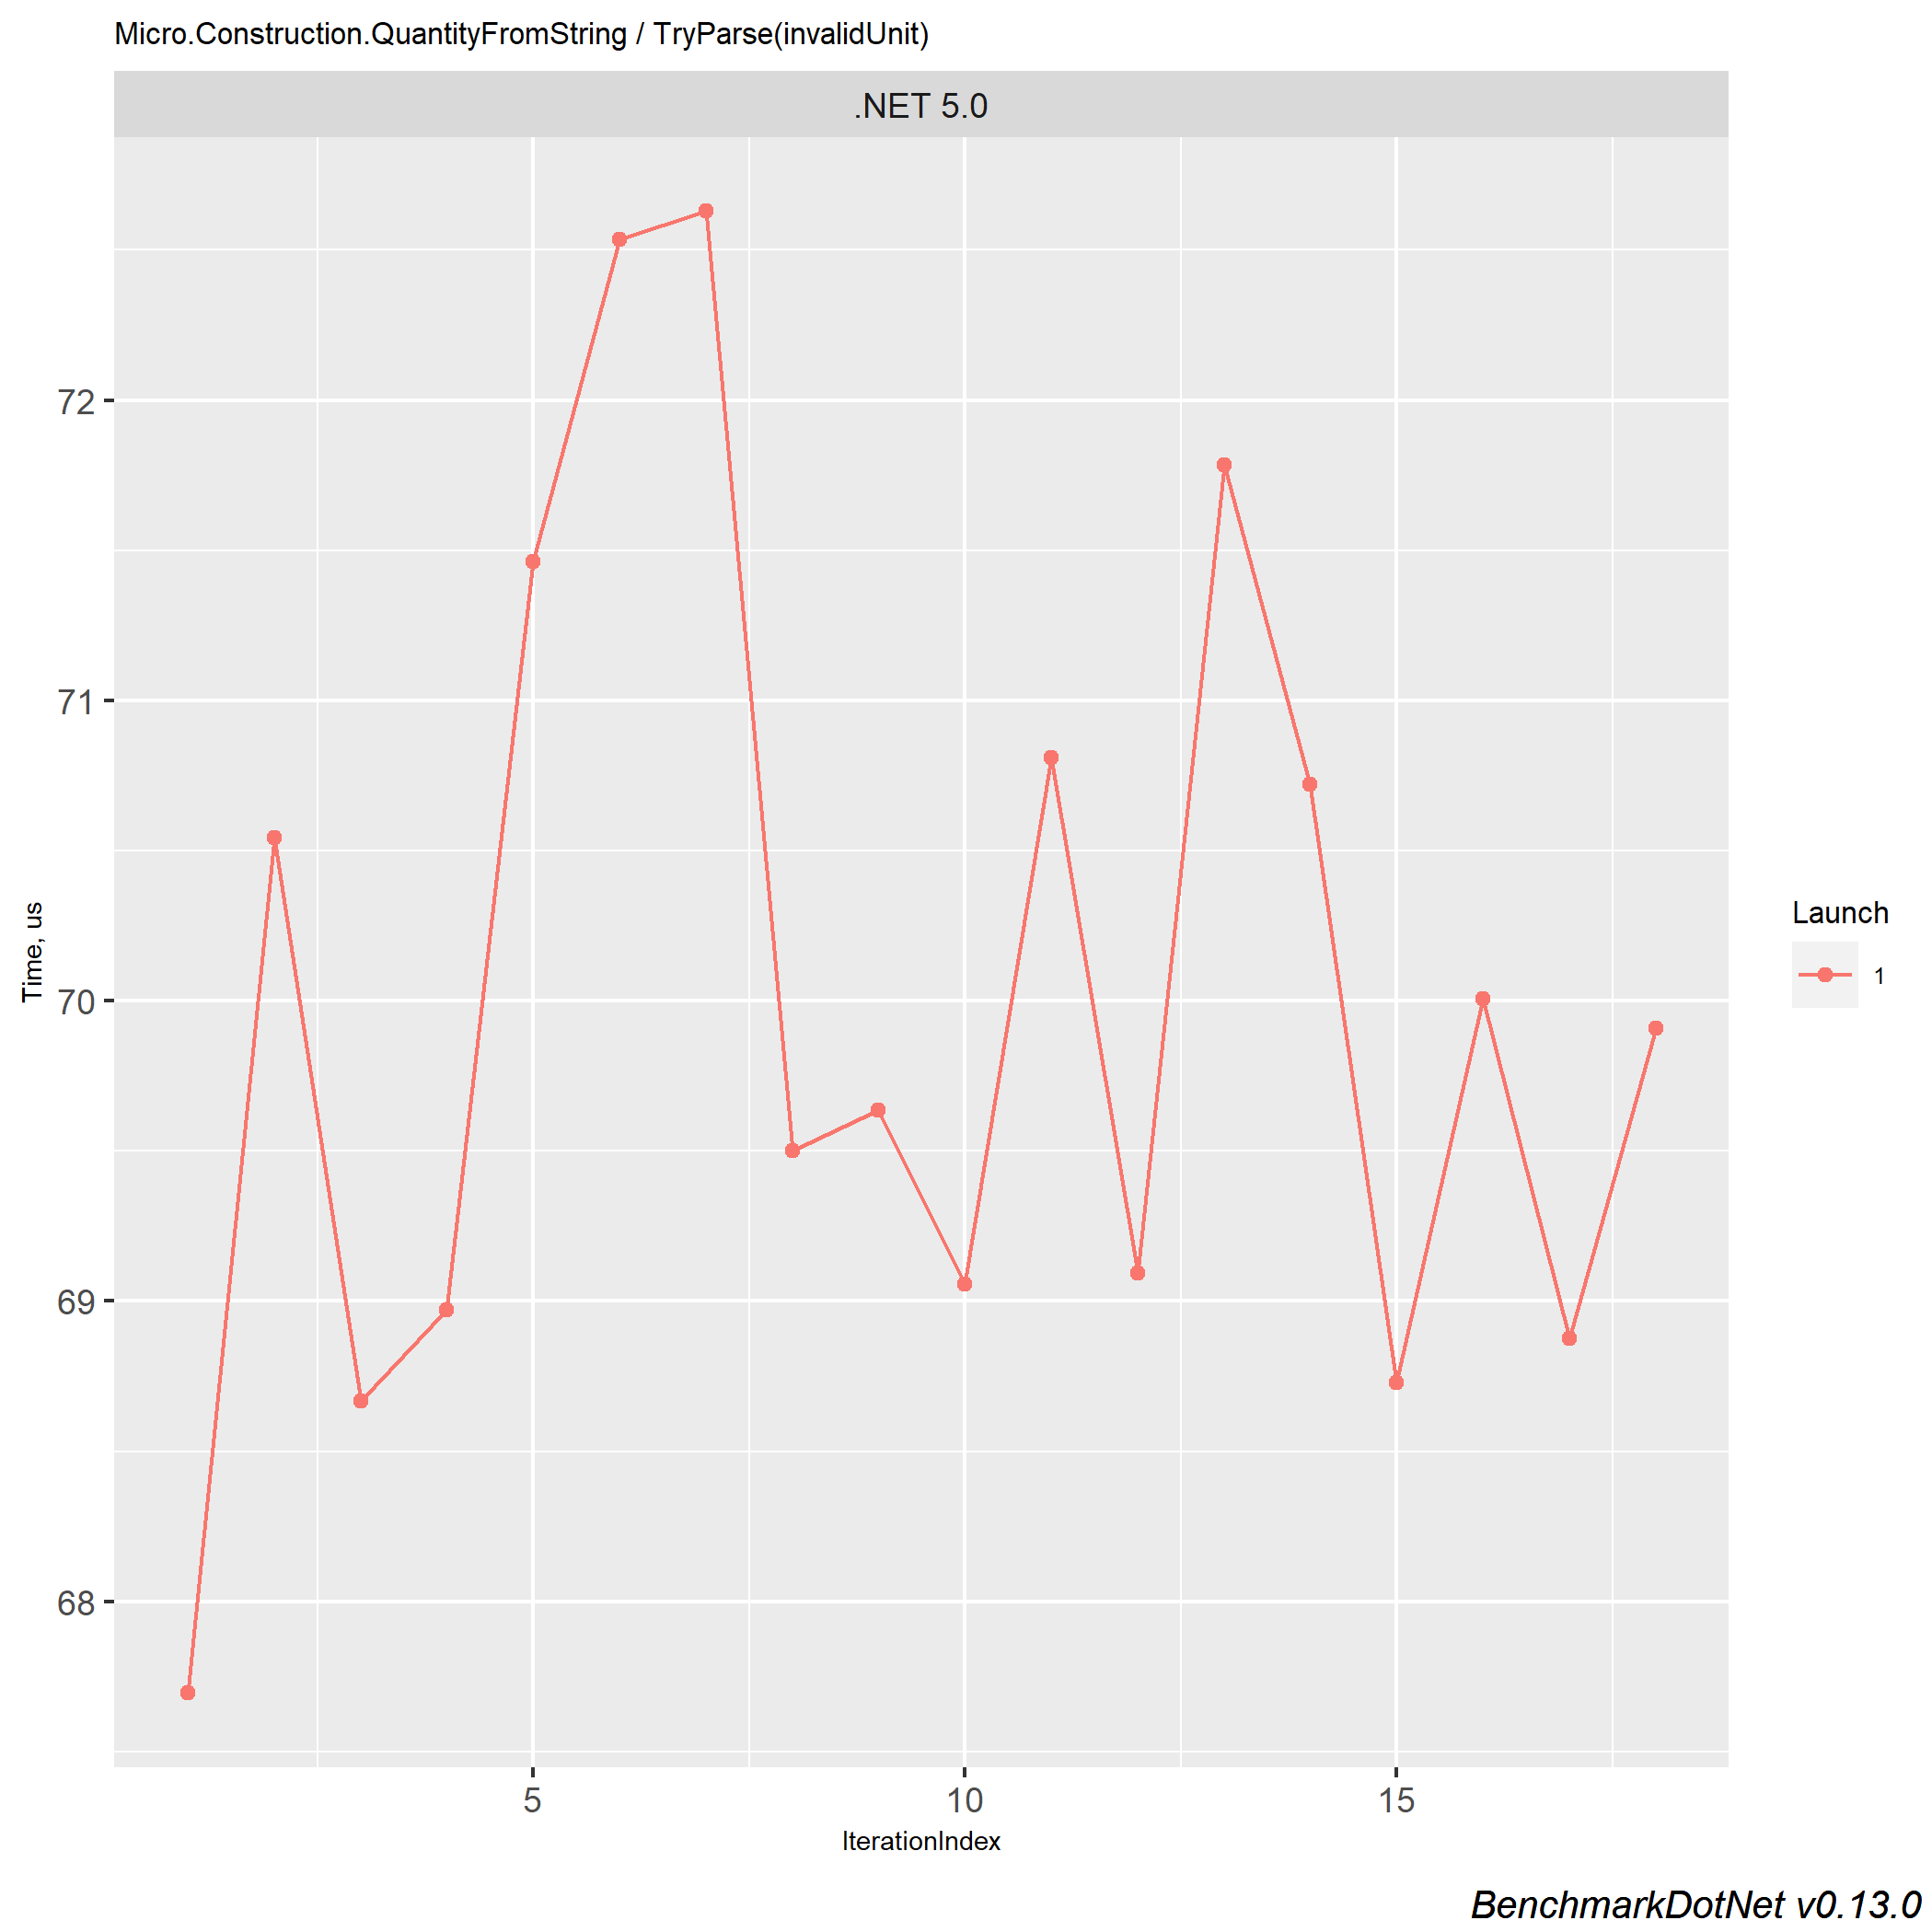 Micro.Construction.QuantityFromString / TryParse(invalidUnit)
.NET 5.0
72
71
70
69
68
Time, us
5
10
15
IterationIndex
Launch
1
BenchmarkDotNet v0.13.0